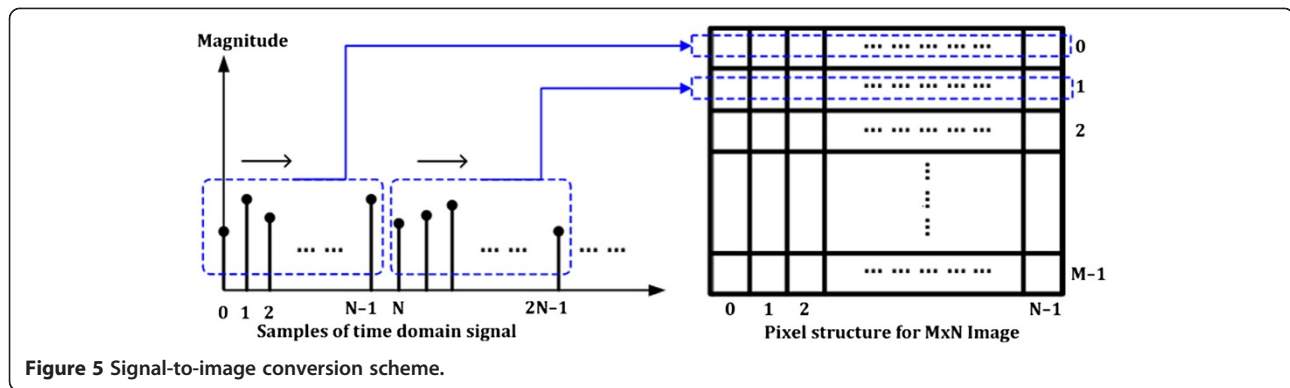 Magnitude
... ...
... ...
... ...
0 1 2 N-1 N 2N-1
Samples of time domain signal
... ... ... ... ... 0
... ... ... ... ... 1
... ... ... ... ... 2
... ... ...
... ... ... ... ... M-1
0 1 2 N-1
Pixel structure for MxN Image
Figure 5 Signal-to-image conversion scheme.